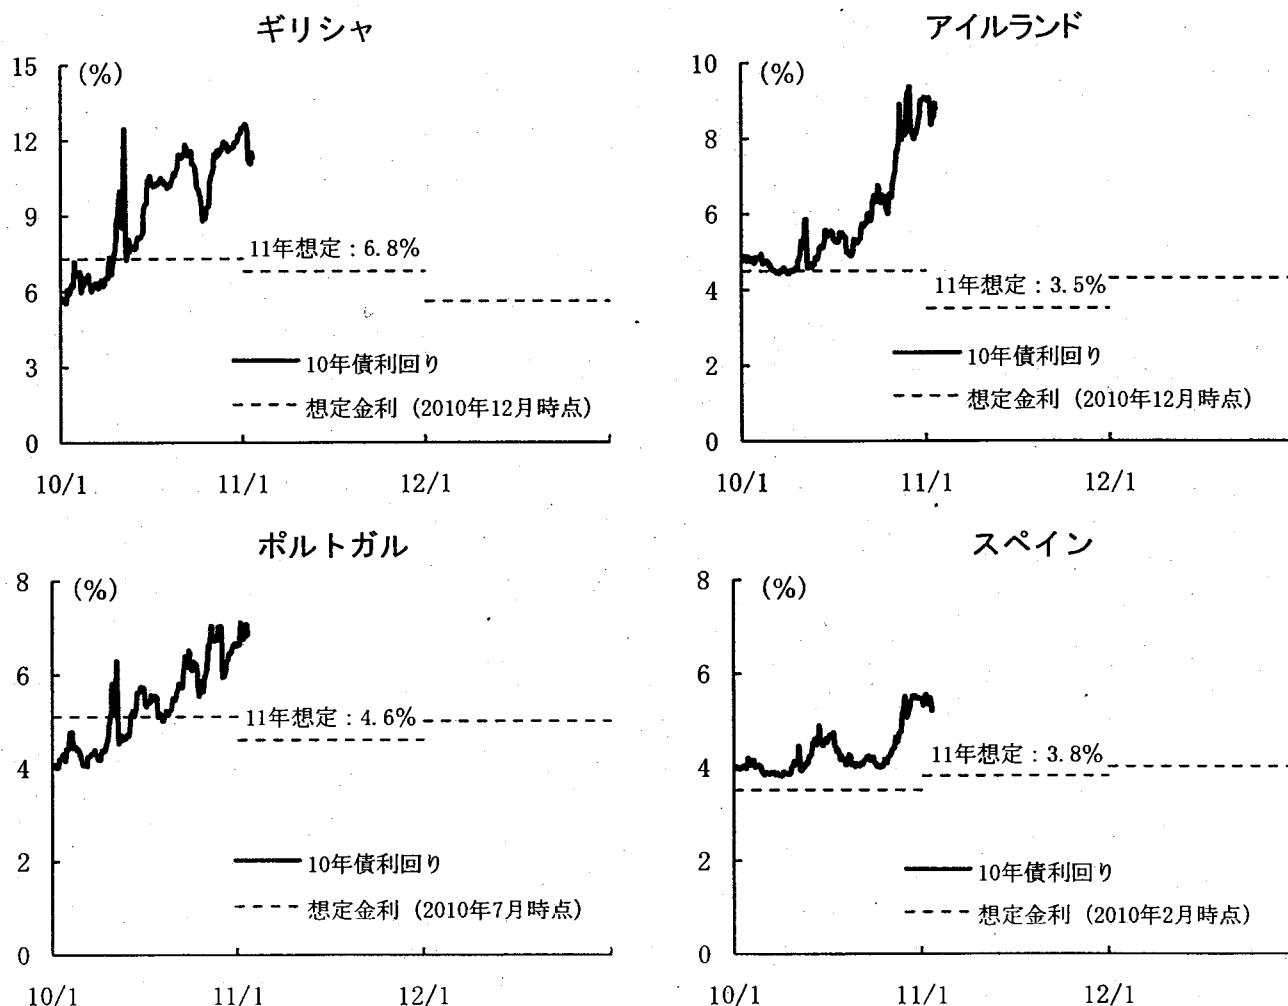 ギリシャ
(%)
15
12
9
6
3
0
11年想定：6.8%
10年債利回り
想定金利（2010年12月時点）
10/1
11/1
12/1
アイルランド
(%)
10
8
6
4
2
0
11年想定：3.5%
10年債利回り
想定金利（2010年12月時点）
10/1
11/1
12/1
ポルトガル
(%)
8
6
4
2
0
11年想定：4.6%
10年債利回り
想定金利（2010年7月時点）
10/1
11/1
12/1
スペイン
(%)
8
6
4
2
0
11年想定：3.8%
10年債利回り
想定金利（2010年2月時点）
10/1
11/1
12/1